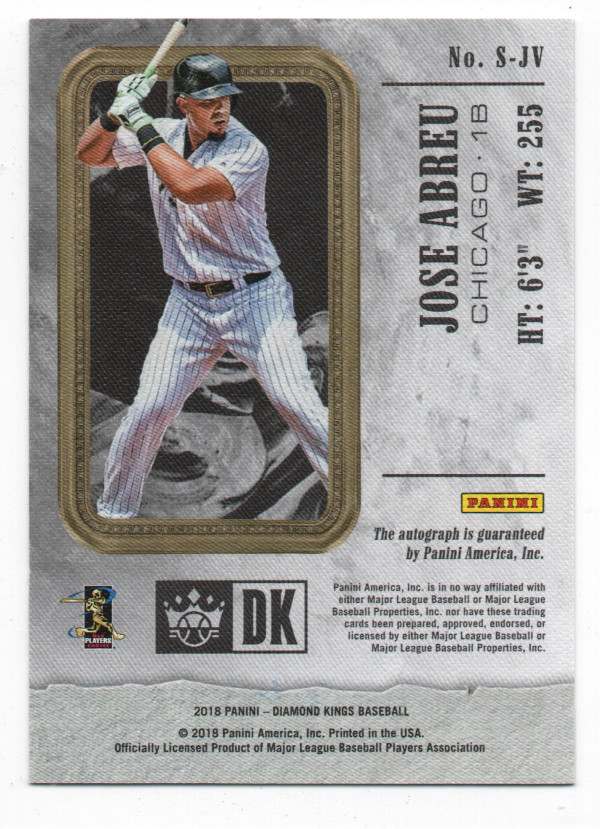 No. S-JV
JOSE ABREU
CHICAGO · 1B
HT: 6'3" WT: 255
PANINI
The autograph is guaranteed
by Panini America, Inc.
Panini America, Inc. is in no way affiliated with
either Major League Baseball or Major League
Baseball Properties, Inc. nor have these trading
cards been prepared, approved, endorsed, or
licensed by either Major League Baseball or
Major League Baseball Properties, Inc.
PLAYERS
DK
2018 PANINI – DIAMOND KINGS BASEBALL
© 2018 Panini America, Inc. Printed in the USA.
Officially Licensed Product of Major League Baseball Players Association